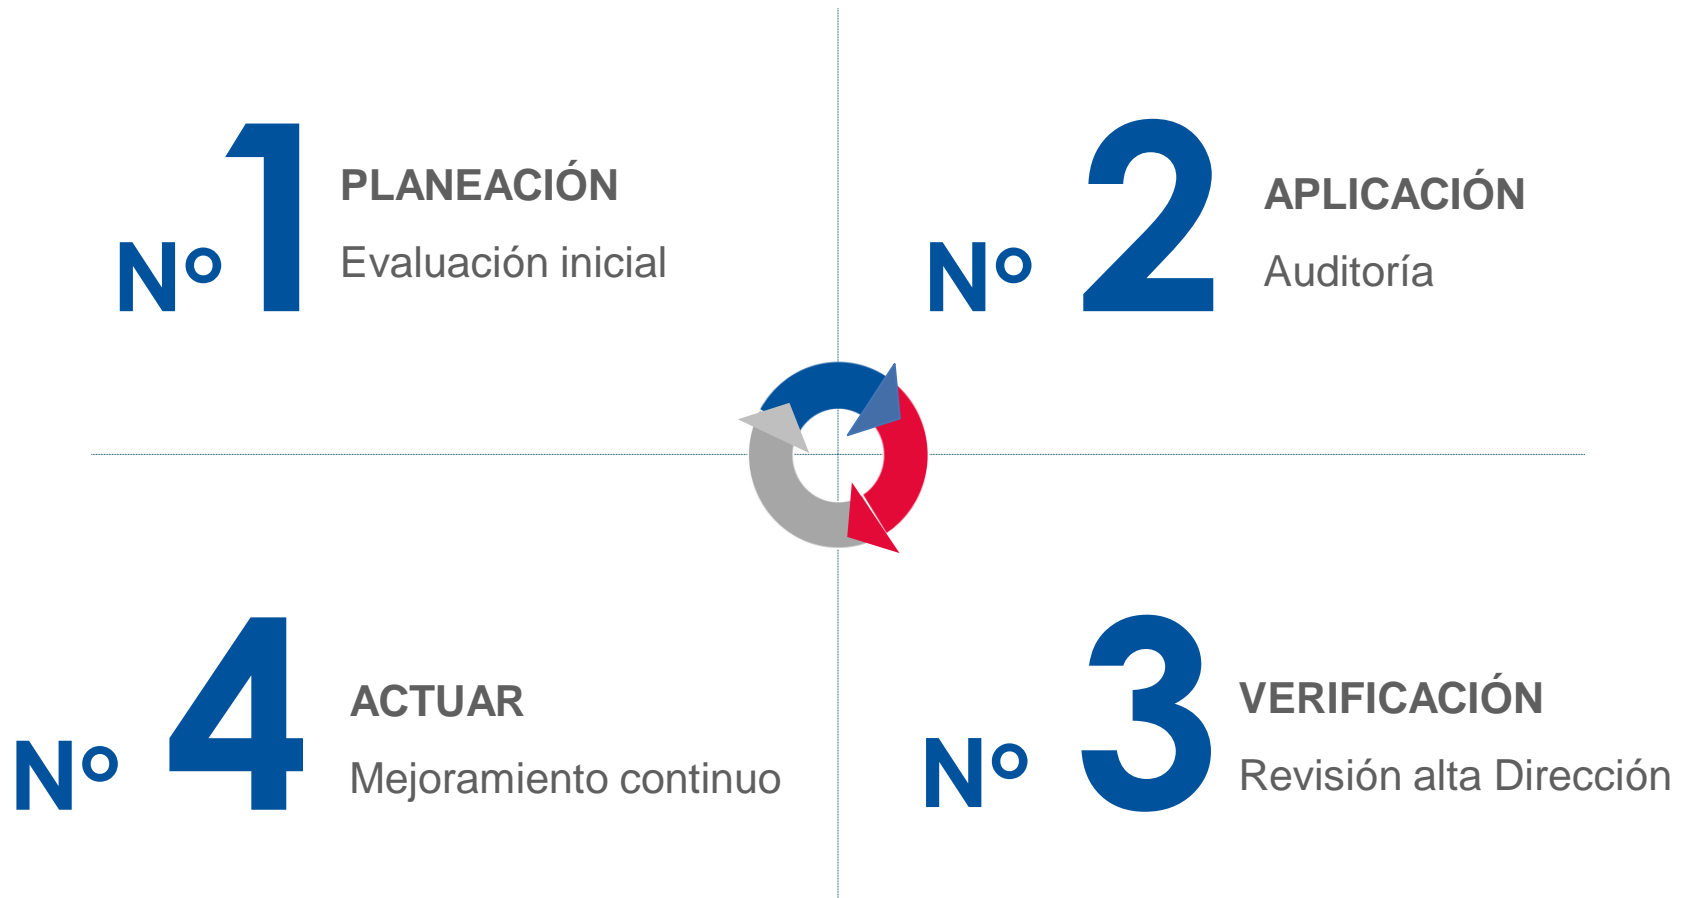 Nº 1
PLANEACIÓN
Evaluación inicial
Nº 2
APLICACIÓN
Auditoría
Nº 4
ACTUAR
Mejoramiento continuo
Nº 3
VERIFICACIÓN
Revisión alta Dirección